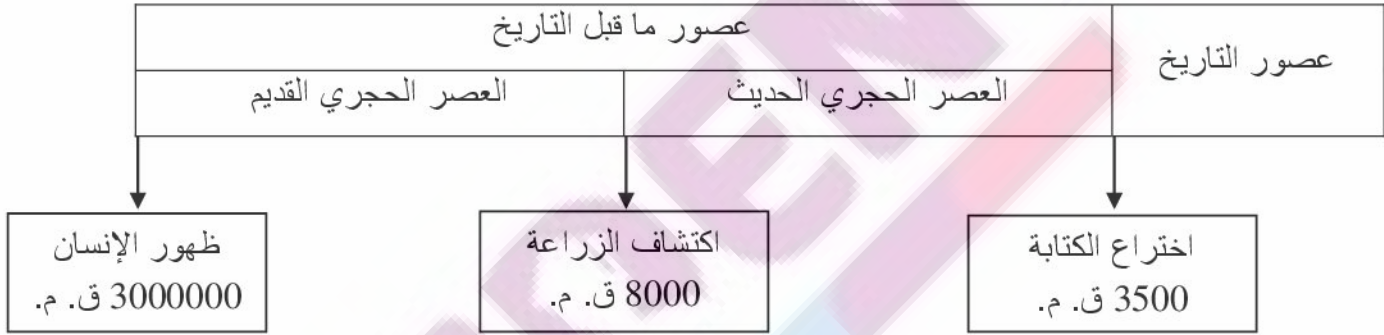 عصور ما قبل التاريخ
عصور التاريخ
العصر الحجري القديم
العصر الحجري الحديث
ظهور الإنسان
3000000 ق. م.
اكتشاف الزراعة
8000 ق. م.
اختراع الكتابة
3500 ق. م.